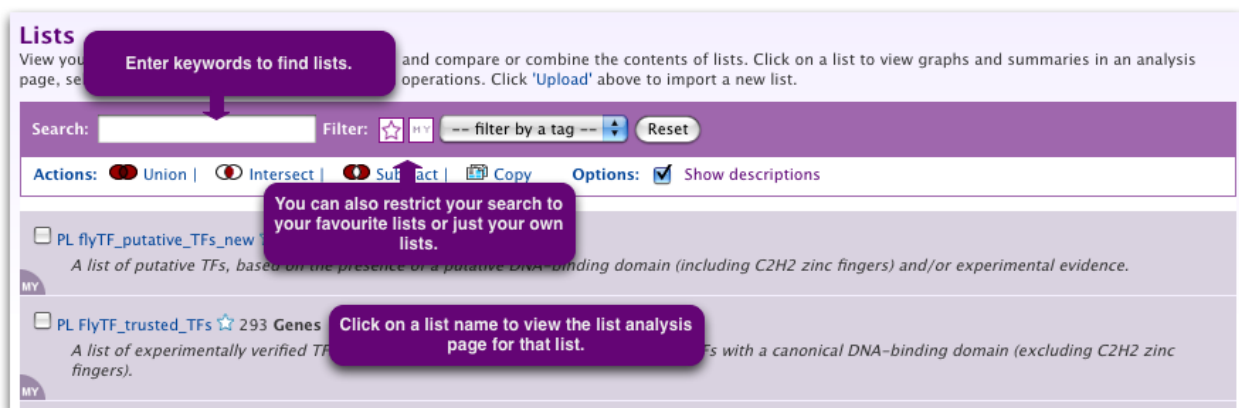 Lists
View you
Enter keywords to find lists.
and compare or combine the contents of lists. Click on a list to view graphs and summaries in an analysis
page, se
operations. Click 'Upload' above to import a new list.
Search:
Filter: MY -- filter by a tag -- Reset
Actions: Union | Intersect | Subtract | Copy Options: Show descriptions
You can also restrict your search to
your favourite lists or just your own
lists.
PL flyTF_putative_TFs_new
A list of putative TFs, based on the presence of a putative DNA-binding domain (including C2H2 zinc fingers) and/or experimental evidence.
MY
PL FlyTF_trusted_TFs 293 Genes
Click on a list name to view the list analysis
page for that list.
A list of experimentally verified TF
Fs with a canonical DNA-binding domain (excluding C2H2 zinc
fingers).
MY